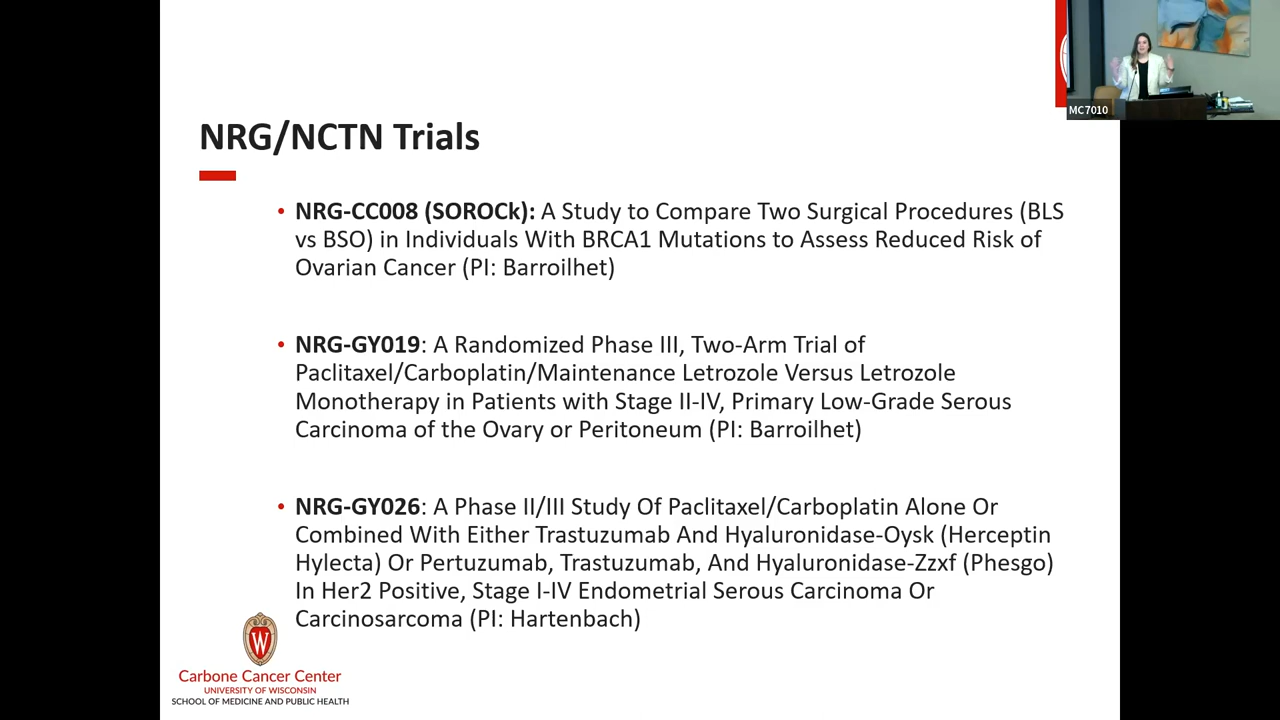 MC7010
NRG/NCTN Trials
• NRG-CC008 (SOROCk): A Study to Compare Two Surgical Procedures (BLS
vs BSO) in Individuals With BRCA1 Mutations to Assess Reduced Risk of
Ovarian Cancer (PI: Barroilhet)
• NRG-GY019: A Randomized Phase III, Two-Arm Trial of
Paclitaxel/Carboplatin/Maintenance Letrozole Versus Letrozole
Monotherapy in Patients with Stage II-IV, Primary Low-Grade Serous
Carcinoma of the Ovary or Peritoneum (PI: Barroilhet)
• NRG-GY026: A Phase II/III Study Of Paclitaxel/Carboplatin Alone Or
Combined With Either Trastuzumab And Hyaluronidase-Oysk (Herceptin
Hylecta) Or Pertuzumab, Trastuzumab, And Hyaluronidase-Zzxf (Phesgo)
In Her2 Positive, Stage I-IV Endometrial Serous Carcinoma Or
Carcinosarcoma (PI: Hartenbach)
W
Carbone Cancer Center
UNIVERSITY OF WISCONSIN
SCHOOL OF MEDICINE AND PUBLIC HEALTH